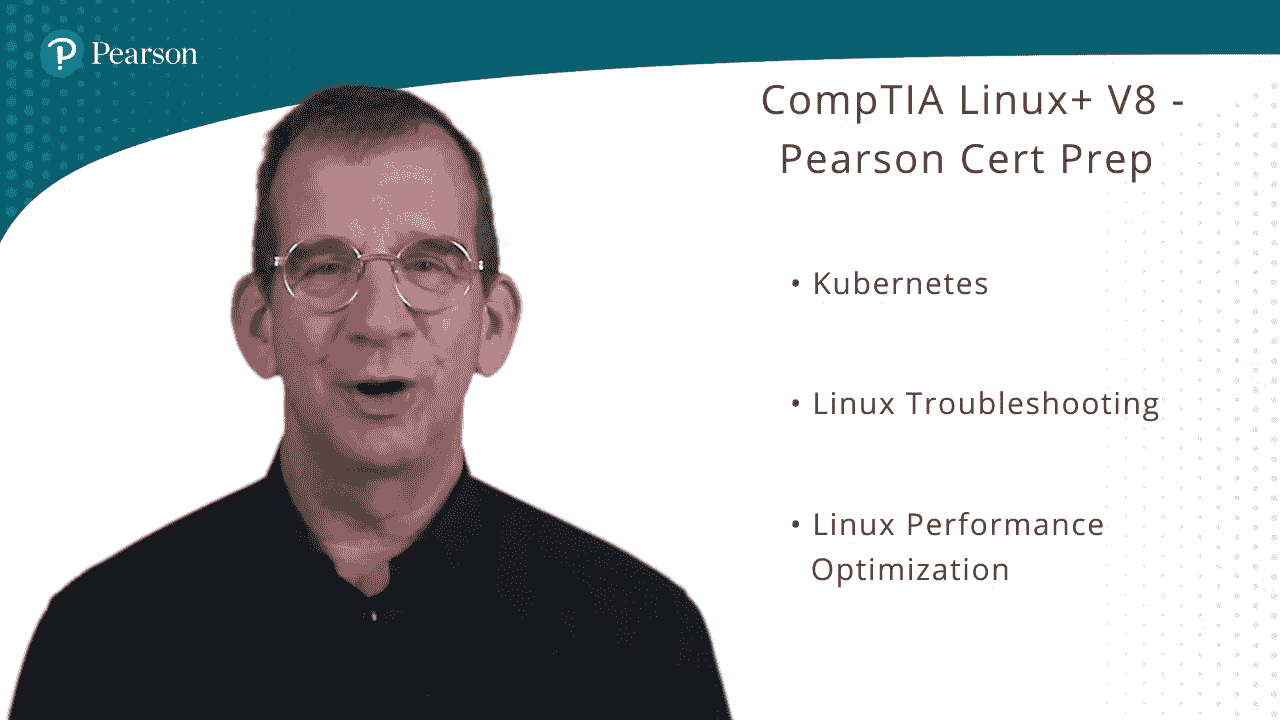 Pearson
CompTIA Linux+ V8 -
Pearson Cert Prep
• Kubernetes
• Linux Troubleshooting
• Linux Performance
Optimization